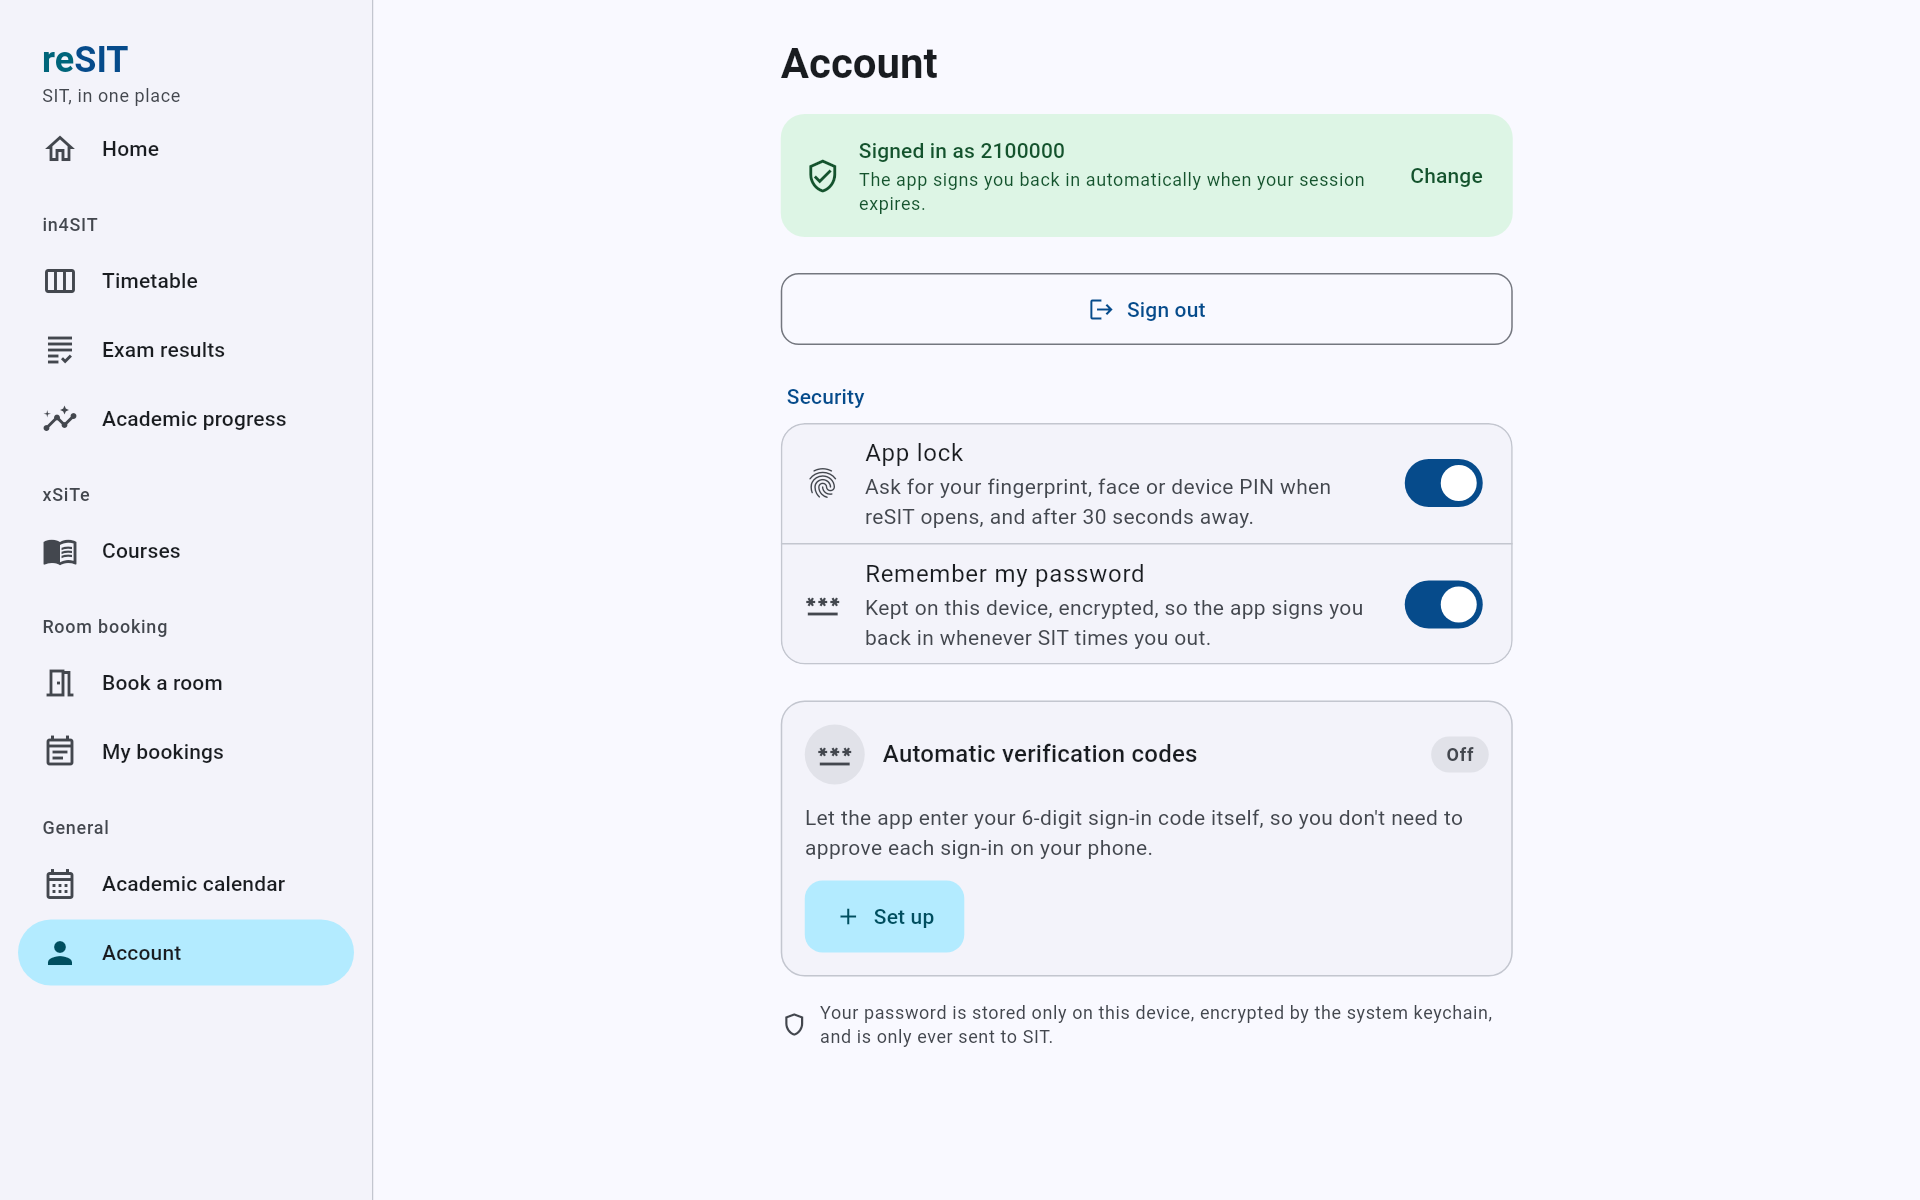 reSIT
SIT, in one place
Home
in4SIT
Timetable
Exam results
Academic progress
xSiTe
Courses
Room booking
Book a room
My bookings
General
Academic calendar
Account
Account
Signed in as 2100000
The app signs you back in automatically when your session
expires.
Change
Sign out
Security
App lock
Ask for your fingerprint, face or device PIN when
reSIT opens, and after 30 seconds away.
Remember my password
Kept on this device, encrypted, so the app signs you
back in whenever SIT times you out.
Automatic verification codes
Off
Let the app enter your 6-digit sign-in code itself, so you don't need to
approve each sign-in on your phone.
Set up
Your password is stored only on this device, encrypted by the system keychain,
and is only ever sent to SIT.